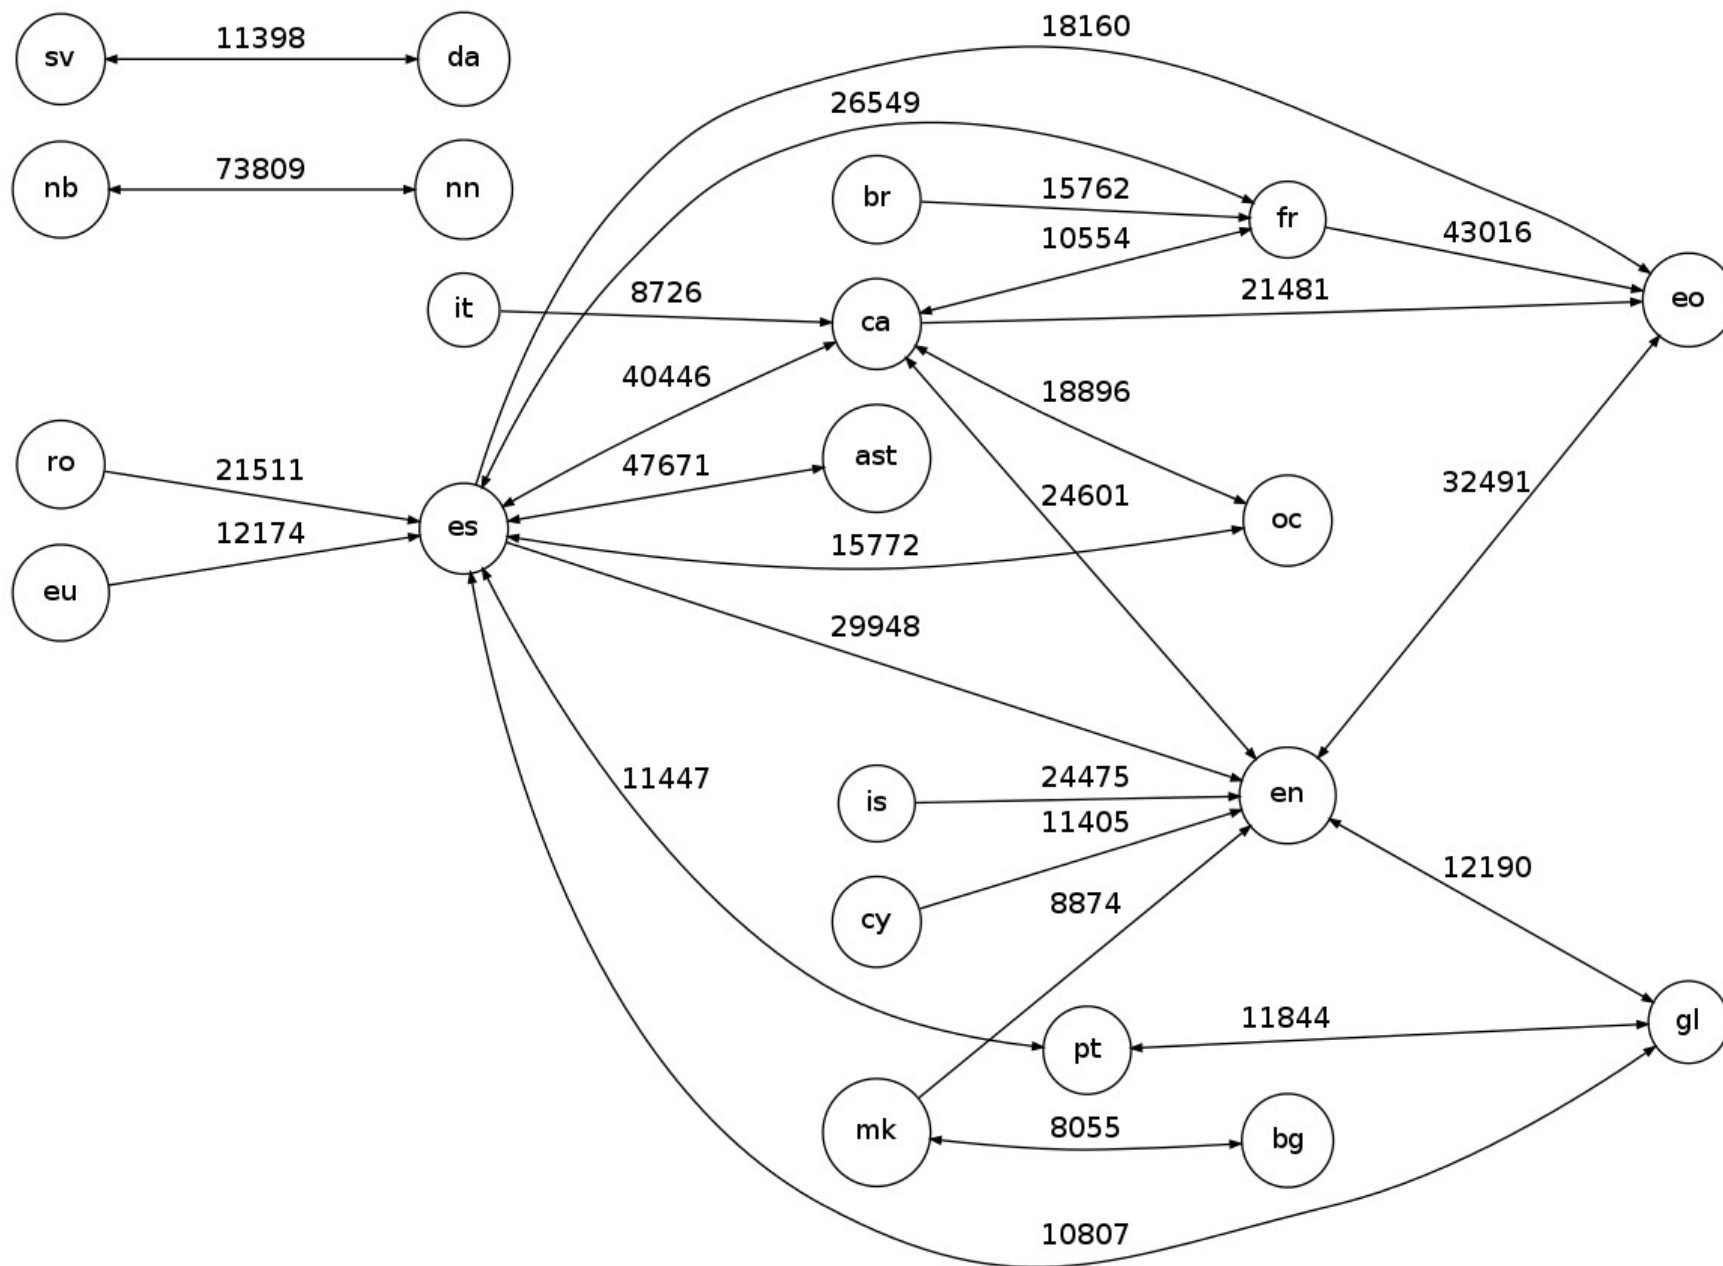 18160
sv
11398
da
26549
nb
73809
nn
br
15762
fr
10554
43016
it
8726
ca
21481
eo
40446
18896
ro
21511
47671
ast
24601
32491
es
oc
eu
12174
15772
29948
11447
is
24475
en
11405
cy
8874
12190
pt
11844
gl
mk
8055
bg
10807